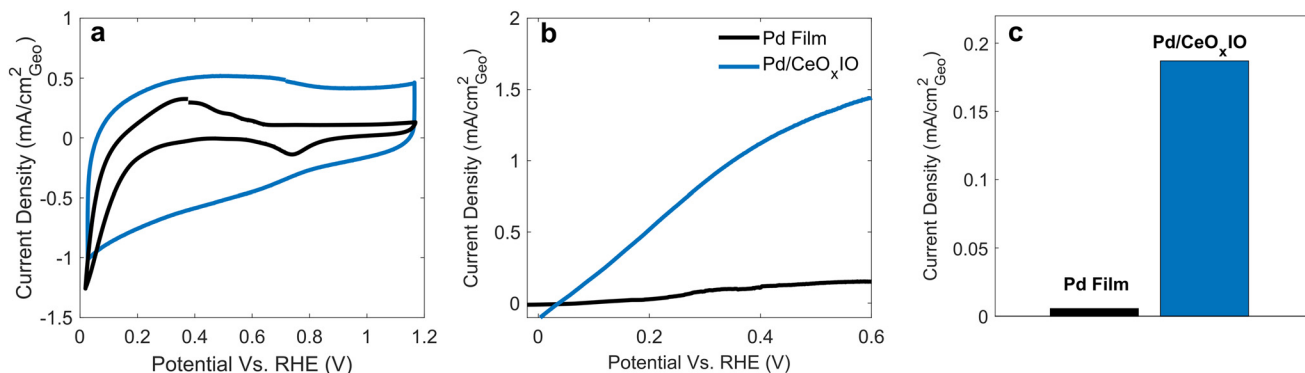 a
Current Density (mA/cm²Geo)
1
0.5
0
-0.5
-1
-1.5
0
0.2
0.4
0.6
0.8
1
1.2
Potential Vs. RHE (V)
b
Pd Film
Pd/CeOₓIO
Current Density (mA/cm²Geo)
2
1.5
1
0.5
0
0
0.2
0.4
0.6
Potential Vs. RHE (V)
c
Current Density (mA/cm²Geo)
0.2
0.15
0.1
0.05
0
Pd Film
Pd/CeOₓIO